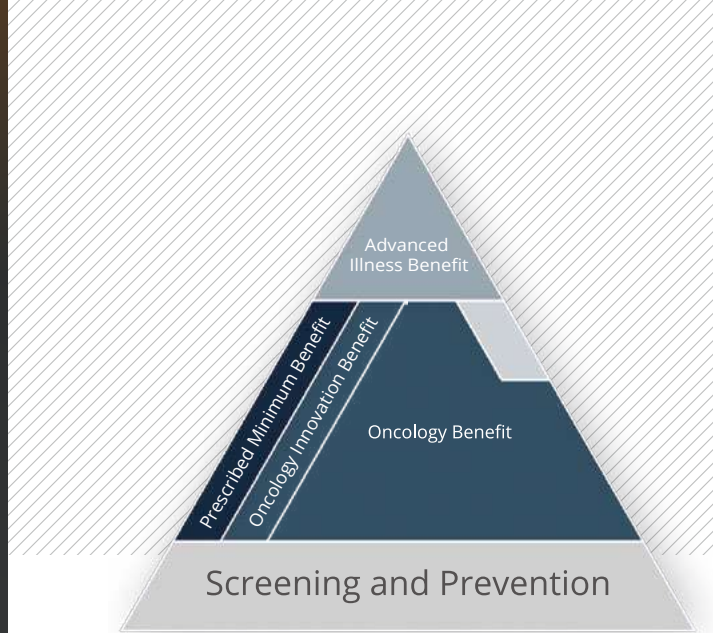 Advanced
Illness Benefit
Prescribed Minimum Benefit
Oncology Innovation Benefit
Oncology Benefit
Screening and Prevention